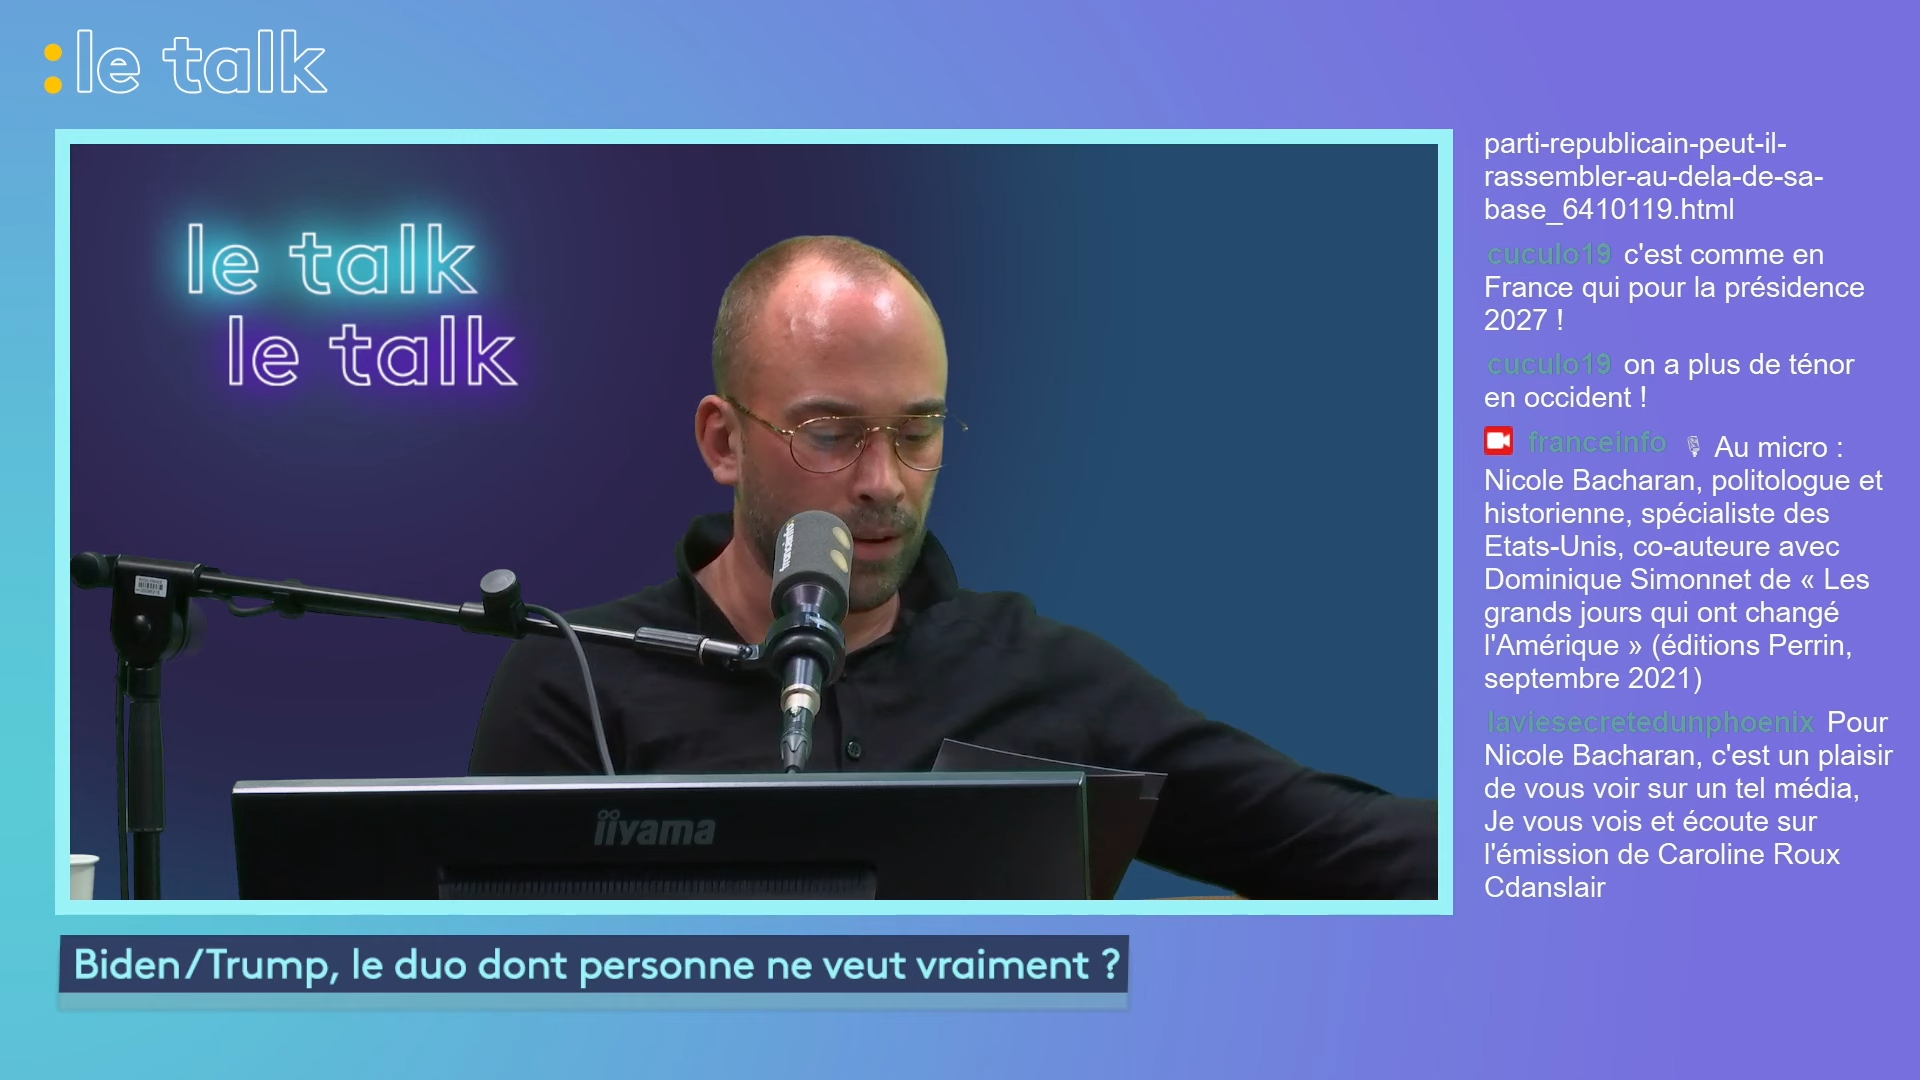 :le talk
le talk
le talk
franceinfo:
iiyama
Biden/Trump, le duo dont personne ne veut vraiment ?
parti-republicain-peut-il-
rassembler-au-dela-de-sa-
base_6410119.html
cuculo19 c'est comme en
France qui pour la présidence
2027 !
cuculo19 on a plus de ténor
en occident !
franceinfo 🎙 Au micro :
Nicole Bacharan, politologue et
historienne, spécialiste des
Etats-Unis, co-auteure avec
Dominique Simonnet de « Les
grands jours qui ont changé
l'Amérique » (éditions Perrin,
septembre 2021)
laviesecretedunphoenix Pour
Nicole Bacharan, c'est un plaisir
de vous voir sur un tel média,
Je vous vois et écoute sur
l'émission de Caroline Roux
Cdanslair